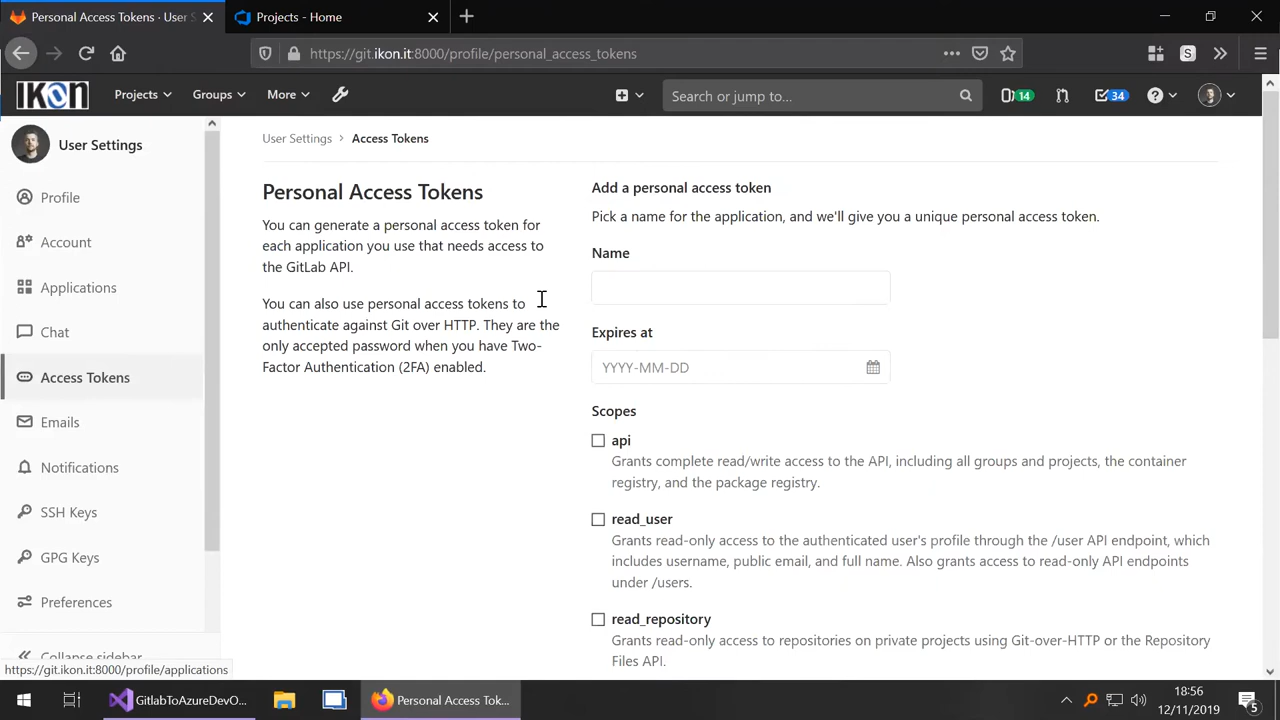 Personal Access Tokens · User S
Projects - Home
https://git.ikon.it:8000/profile/personal_access_tokens
S
IKON
Projects
Groups
More
Search or jump to...
14
34
User Settings
Profile
Account
Applications
Chat
Access Tokens
Emails
Notifications
SSH Keys
GPG Keys
Preferences
Collapse sidebar
https://git.ikon.it:8000/profile/applications
User Settings > Access Tokens
Personal Access Tokens
You can generate a personal access token for
each application you use that needs access to
the GitLab API.
You can also use personal access tokens to
authenticate against Git over HTTP. They are the
only accepted password when you have Two-
Factor Authentication (2FA) enabled.
Add a personal access token
Pick a name for the application, and we'll give you a unique personal access token.
Name
Expires at
YYYY-MM-DD
Scopes
api
Grants complete read/write access to the API, including all groups and projects, the container
registry, and the package registry.
read_user
Grants read-only access to the authenticated user's profile through the /user API endpoint, which
includes username, public email, and full name. Also grants access to read-only API endpoints
under /users.
read_repository
Grants read-only access to repositories on private projects using Git-over-HTTP or the Repository
Files API.
GitlabToAzureDevO...
Personal Access Tok...
18:56
12/11/2019
5